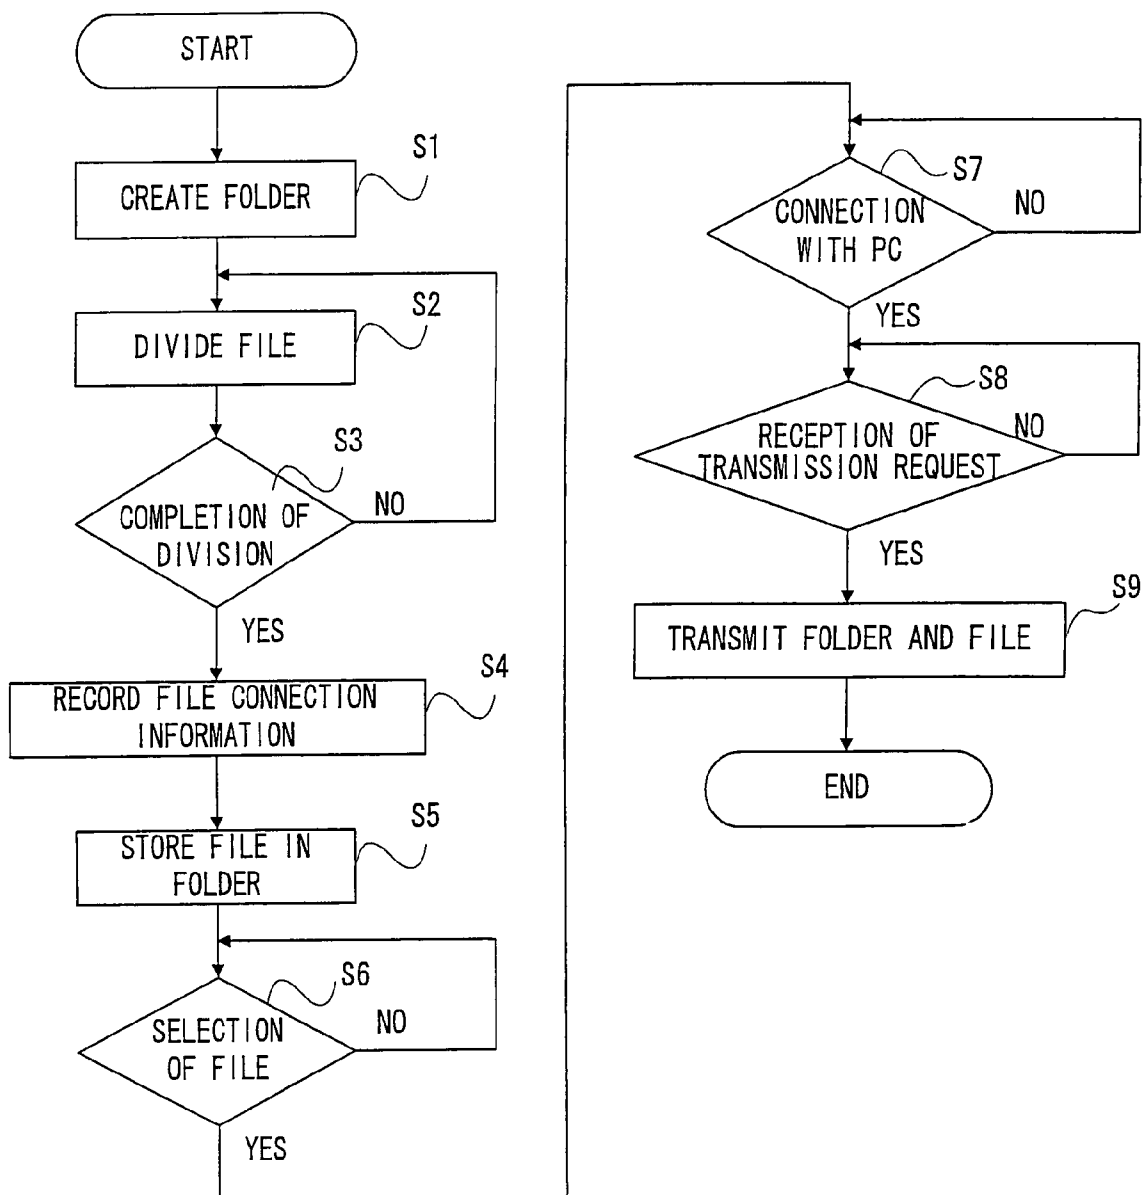 START
S1
CREATE FOLDER
S2
DIVIDE FILE
S3
COMPLETION OF
DIVISION
NO
YES
S4
RECORD FILE CONNECTION
INFORMATION
S5
STORE FILE IN
FOLDER
S6
SELECTION
OF FILE
NO
YES
S7
CONNECTION
WITH PC
NO
YES
S8
RECEPTION OF
TRANSMISSION REQUEST
NO
YES
S9
TRANSMIT FOLDER AND FILE
END